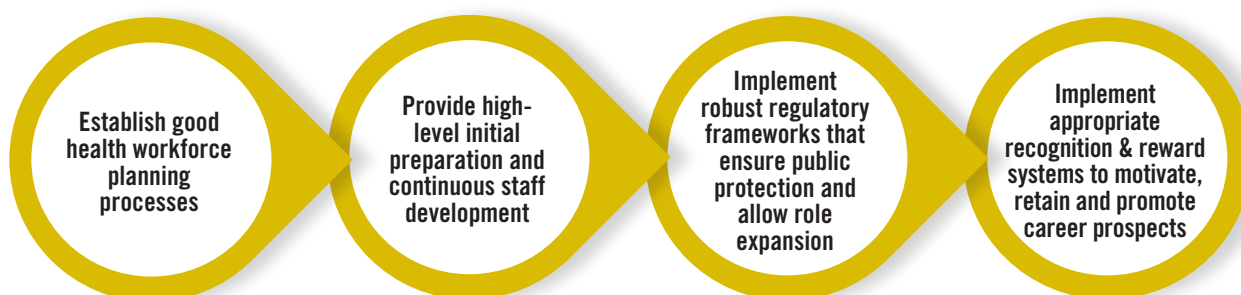 Establish good
health workforce
planning
processes
Provide high-
level initial
preparation and
continuous staff
development
Implement
robust regulatory
frameworks that
ensure public
protection and
allow role
expansion
Implement
appropriate
recognition & reward
systems to motivate,
retain and promote
career prospects